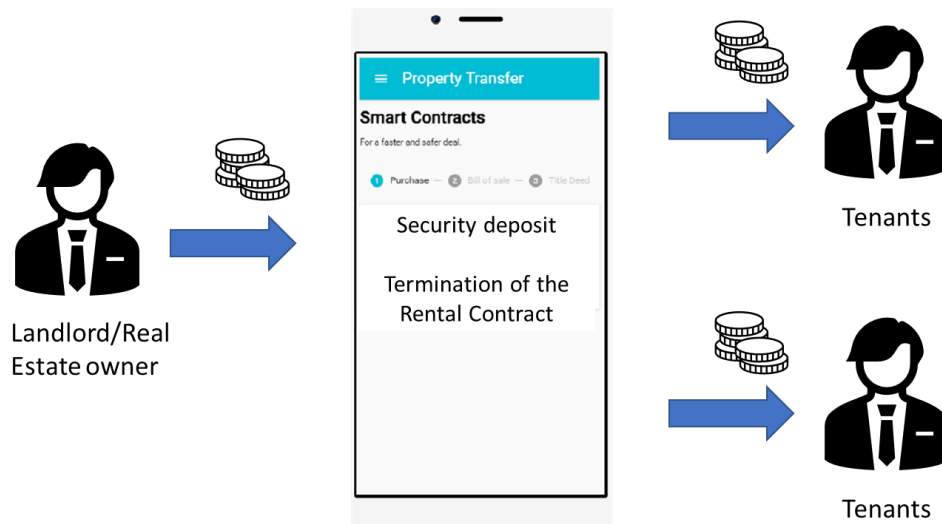 Property Transfer
Smart Contracts
For a faster and safer deal.
1 Purchase — 2 Bill of sale — 3 Title Deed
Security deposit
Termination of the
Rental Contract
Landlord/Real
Estate owner
Tenants
Tenants